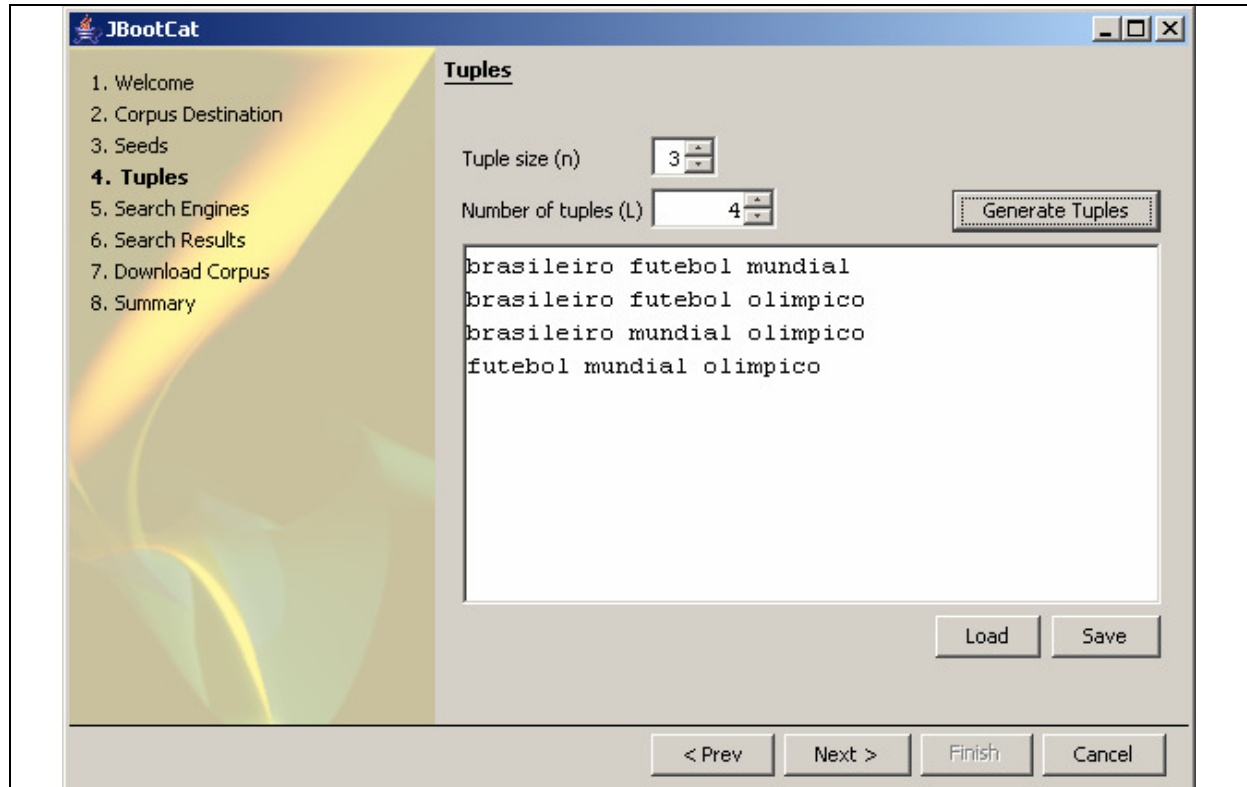 JBootCat
1. Welcome
2. Corpus Destination
3. Seeds
4. Tuples
5. Search Engines
6. Search Results
7. Download Corpus
8. Summary
Tuples
Tuple size (n) 3
Number of tuples (L) 4 Generate Tuples
brasileiro futebol mundial
brasileiro futebol olimpico
brasileiro mundial olimpico
futebol mundial olimpico
Load Save
< Prev Next > Finish Cancel